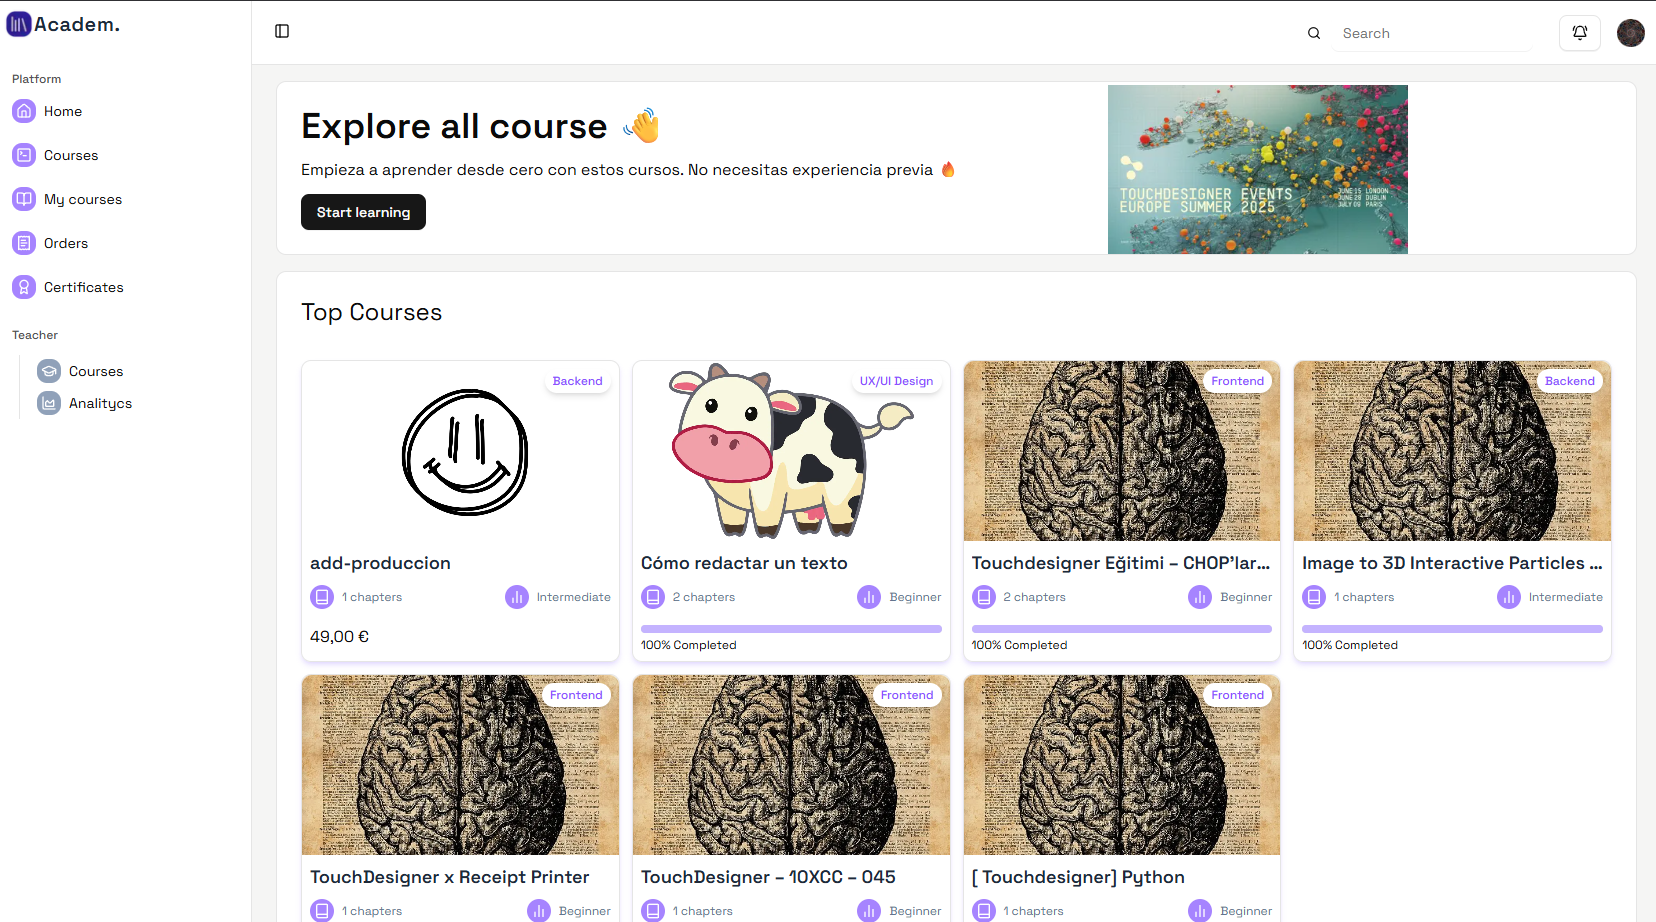 Academ.
Search
Platform
Home
Courses
My courses
Orders
Certificates
Teacher
Courses
Analitycs
Explore all course 👋
Empieza a aprender desde cero con estos cursos. No necesitas experiencia previa 🔥
Start learning
TOUCHDESIGNER EVENTS
EUROPE SUMMER 2025
JUNE 15 LONDON
JUNE 28 DUBLIN
JULY 09 PARIS
Top Courses
Backend
add-produccion
1 chapters
Intermediate
49,00 €
UX/UI Design
Cómo redactar un texto
2 chapters
Beginner
100% Completed
Frontend
Touchdesigner Eğitimi – CHOP'lar...
2 chapters
Beginner
100% Completed
Backend
Image to 3D Interactive Particles ...
1 chapters
Intermediate
100% Completed
Frontend
TouchDesigner x Receipt Printer
1 chapters
Beginner
Frontend
TouchDesigner – 10XCC – 045
1 chapters
Beginner
Frontend
[ Touchdesigner] Python
1 chapters
Beginner